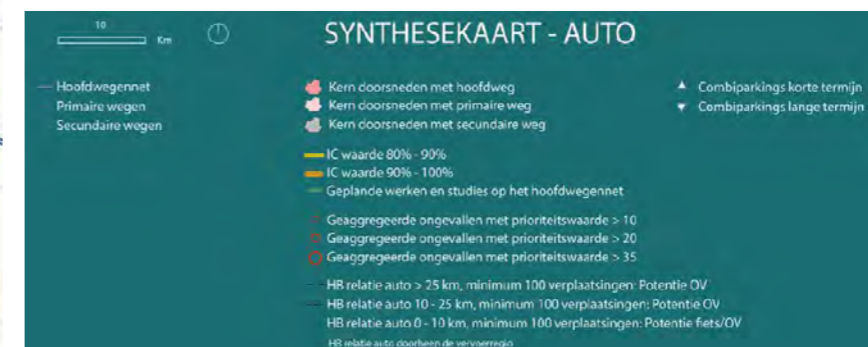 10
Km
SYNTHESEKAART - AUTO
Hoofdwegennet
Primaire wegen
Secundaire wegen
Kern doorsneden met hoofdweg
Kern doorsneden met primaire weg
Kern doorsneden met secundaire weg
IC waarde 80% - 90%
IC waarde 90% - 100%
Geplande werken en studies op het hoofdwegennet
Geaggregeerde ongevallen met prioriteitswaarde > 10
Geaggregeerde ongevallen met prioriteitswaarde > 20
Geaggregeerde ongevallen met prioriteitswaarde > 35
HB relatie auto > 25 km, minimum 100 verplaatsingen: Potentie OV
HB relatie auto 10 - 25 km, minimum 100 verplaatsingen: Potentie OV
HB relatie auto 0 - 10 km, minimum 100 verplaatsingen: Potentie fiets/OV
HB relatie auto doorheen de vervoerregio
Combiparkings korte termijn
Combiparkings lange termijn